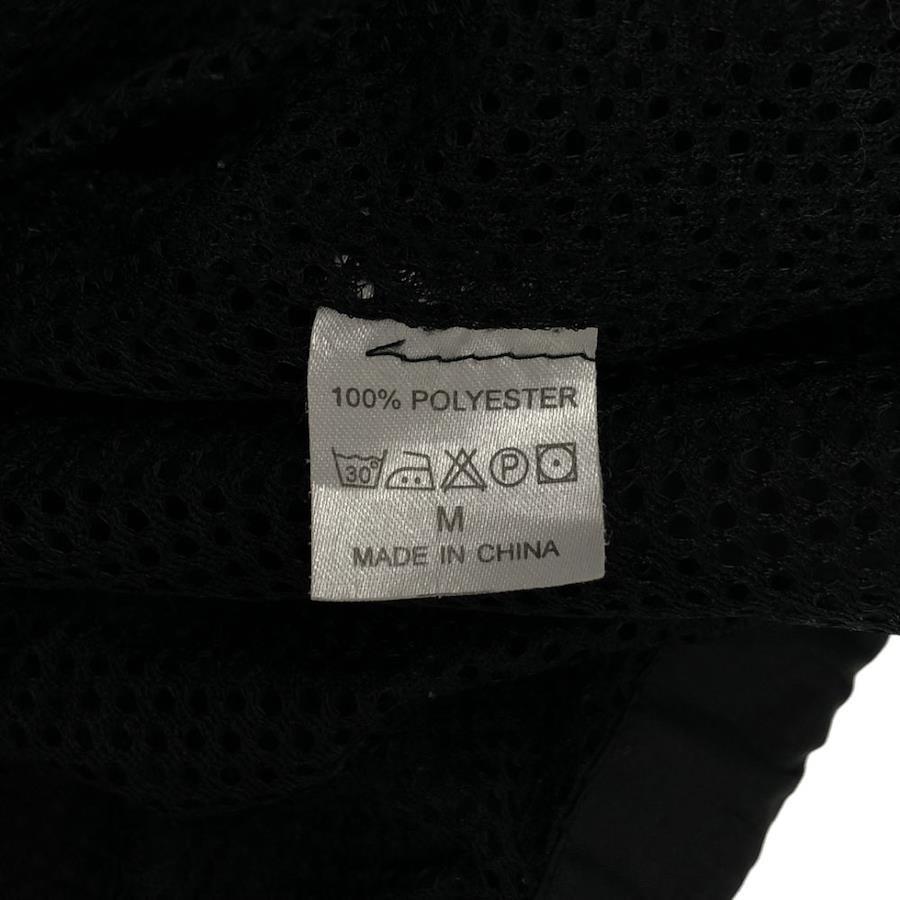 100% POLYESTER
30° P
M
MADE IN CHINA